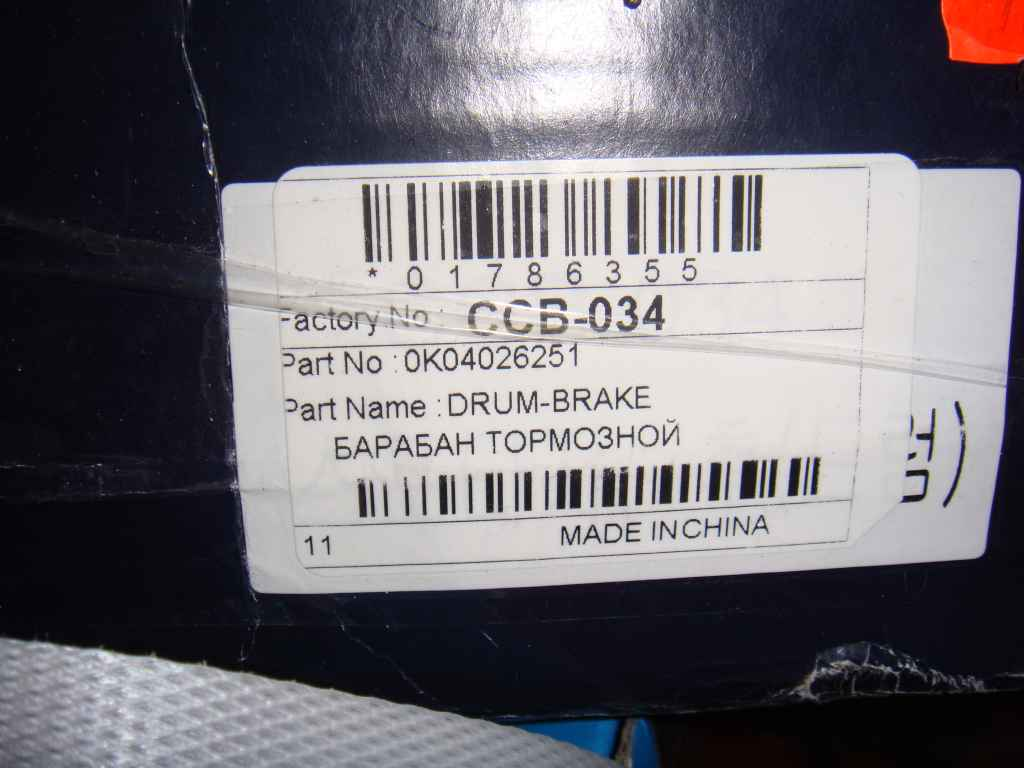 *01786355
Factory No : CCB-034
Part No : 0K04026251
Part Name : DRUM-BRAKE
БАРАБАН ТОРМОЗНОЙ
11 MADE IN CHINA